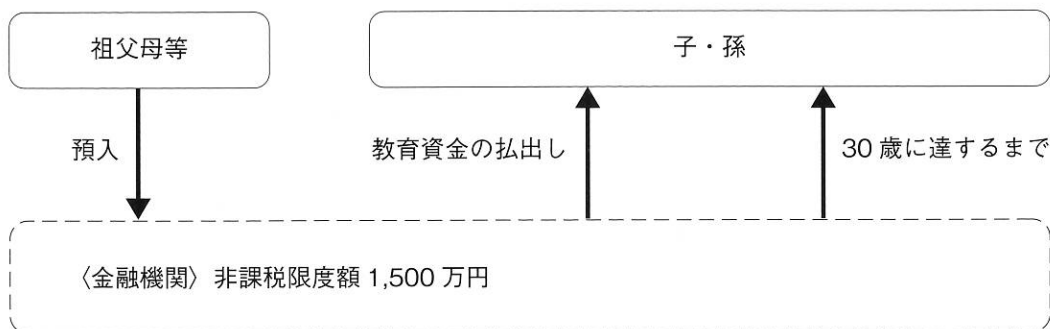 祖父母等
子・孫
預入
教育資金の払出し
30歳に達するまで
〈金融機関〉非課税限度額 1,500 万円